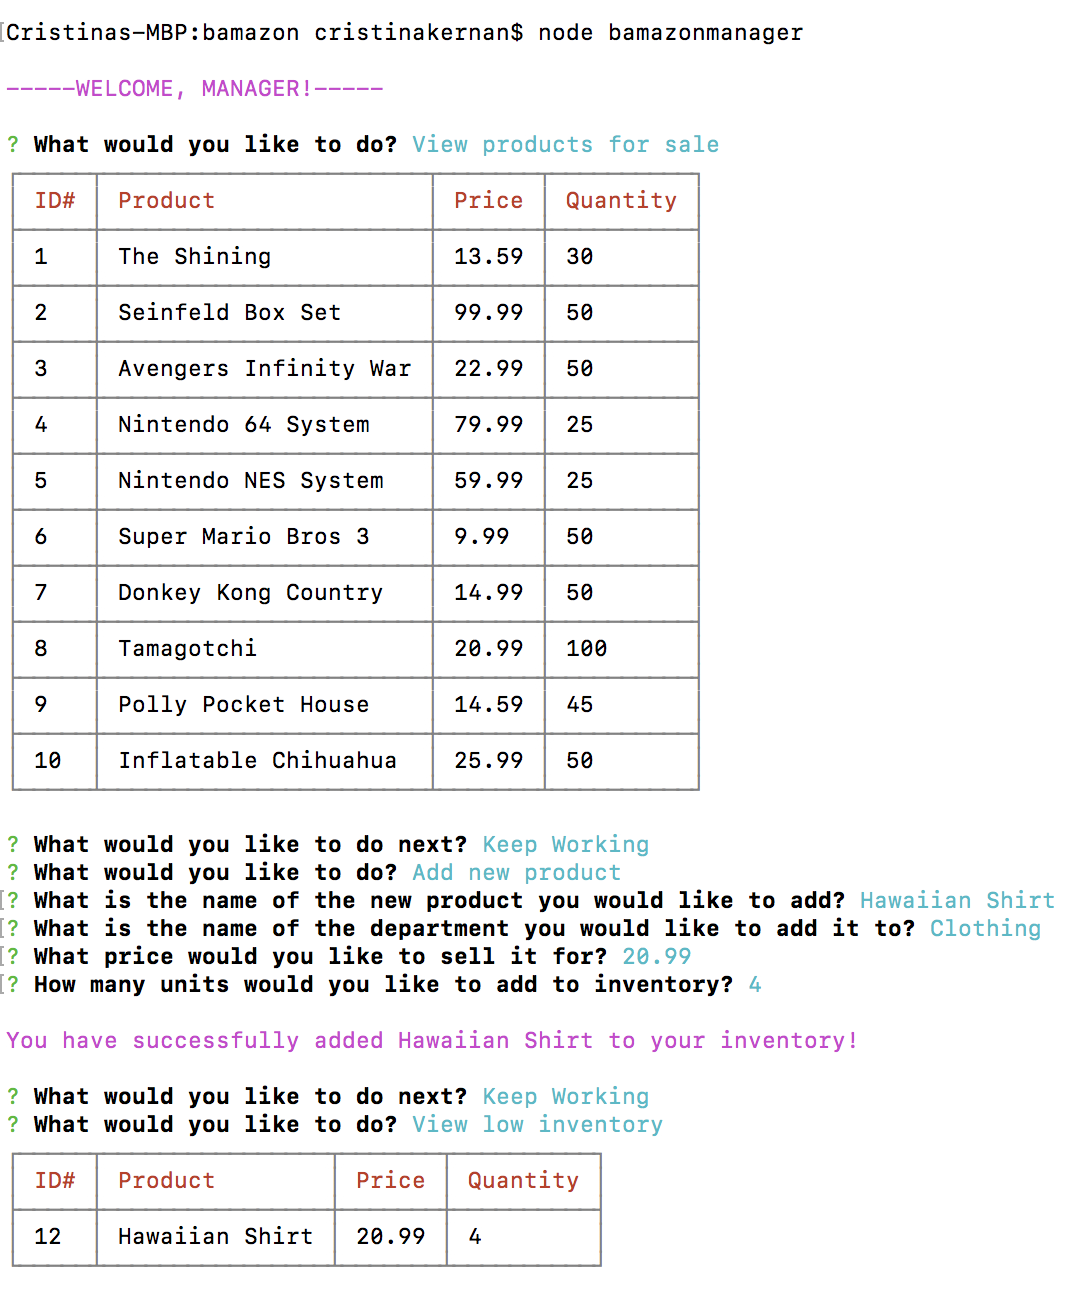 [Cristinas-MBP:bamazon cristinakernan$ node bamazonmanager
-----WELCOME, MANAGER!-----
? What would you like to do? View products for sale
ID# Product Price Quantity
1 The Shining 13.59 30
2 Seinfeld Box Set 99.99 50
3 Avengers Infinity War 22.99 50
4 Nintendo 64 System 79.99 25
5 Nintendo NES System 59.99 25
6 Super Mario Bros 3 9.99 50
7 Donkey Kong Country 14.99 50
8 Tamagotchi 20.99 100
9 Polly Pocket House 14.59 45
10 Inflatable Chihuahua 25.99 50
? What would you like to do next? Keep Working
? What would you like to do? Add new product
[? What is the name of the new product you would like to add? Hawaiian Shirt
[? What is the name of the department you would like to add it to? Clothing
[? What price would you like to sell it for? 20.99
[? How many units would you like to add to inventory? 4
You have successfully added Hawaiian Shirt to your inventory!
? What would you like to do next? Keep Working
? What would you like to do? View low inventory
ID# Product Price Quantity
12 Hawaiian Shirt 20.99 4